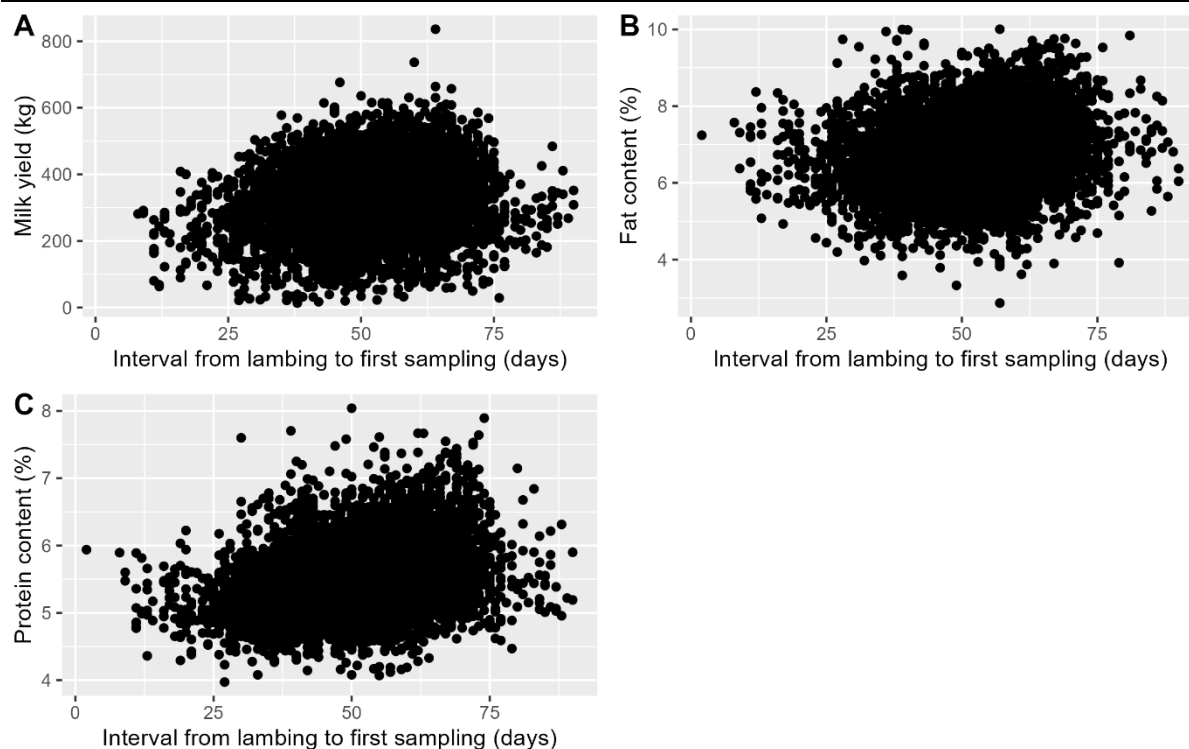 A
Milk yield (kg)
800
600
400
200
0
0 25 50 75
Interval from lambing to first sampling (days)
B
Fat content (%)
10
8
6
4
0 25 50 75
Interval from lambing to first sampling (days)
C
Protein content (%)
8
7
6
5
4
0 25 50 75
Interval from lambing to first sampling (days)